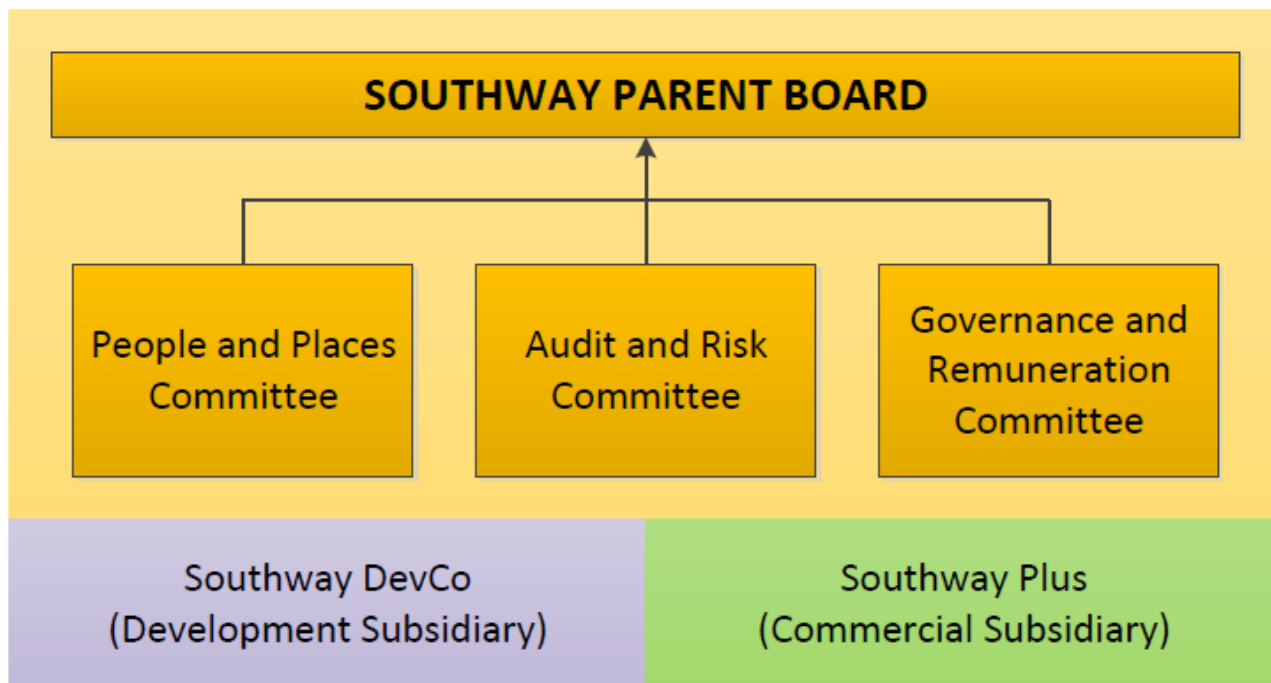 SOUTHWAY PARENT BOARD
People and Places
Committee
Audit and Risk
Committee
Governance and
Remuneration
Committee
Southway DevCo
(Development Subsidiary)
Southway Plus
(Commercial Subsidiary)